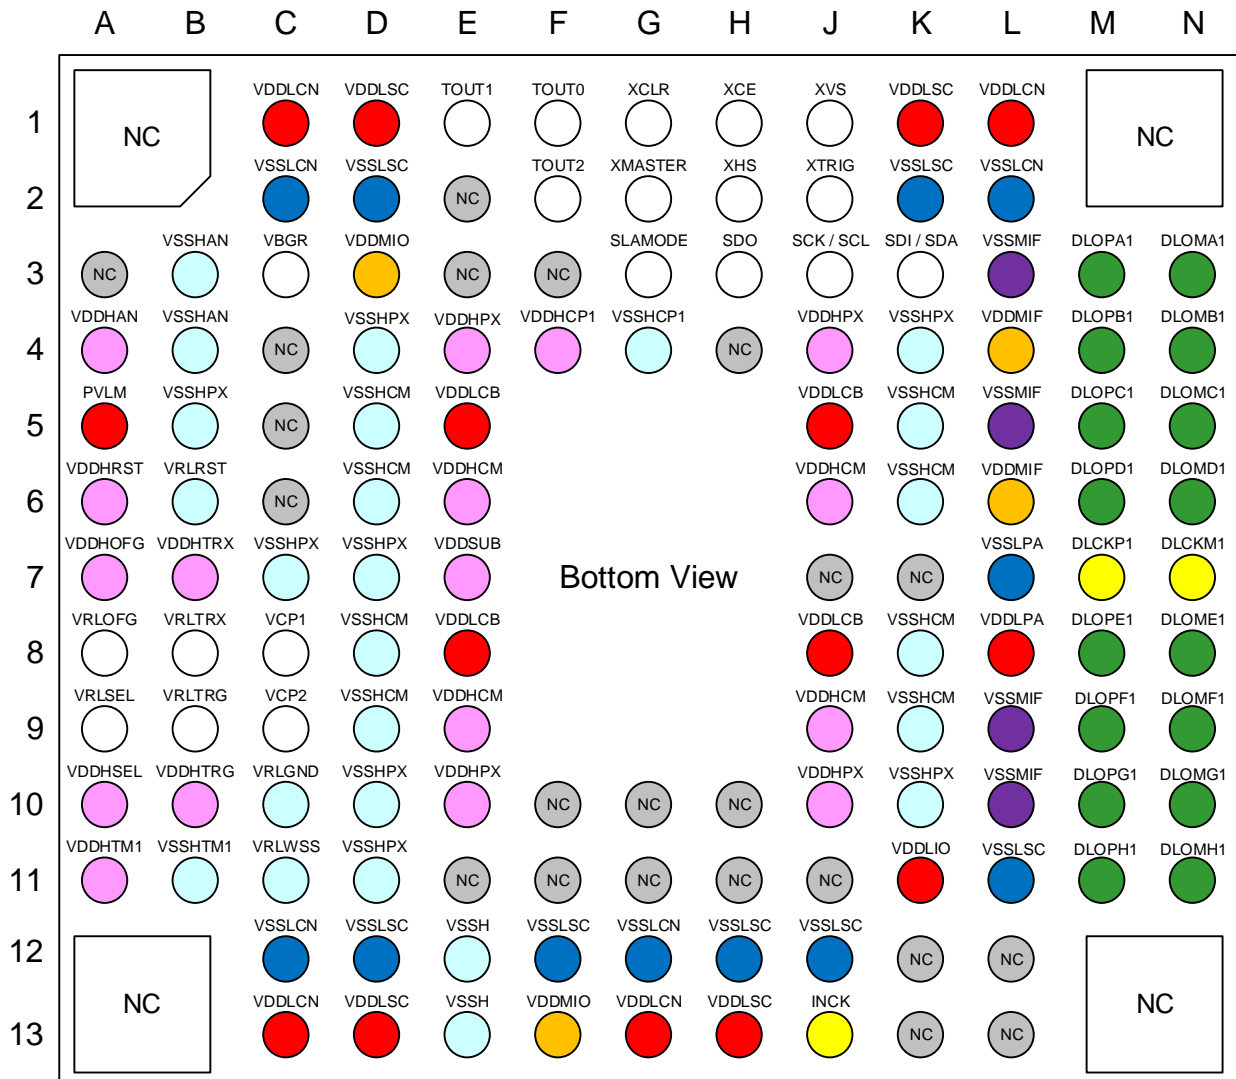 A B C D E F G H J K L M N
VDDLCN VDDLSC TOUT1 TOUT0 XCLR XCE XVS VDDLSC VDDLCN
1 NC NC
VSSLCN VSSLSC TOUT2 XMASTER XHS XTRIG VSSLSC VSSLCN
2 NC
VSSHAN VBGR VDDMIO SLAMODE SDO SCK / SCL SDI / SDA VSSMIF DLOPA1 DLOMA1
3 NC NC NC
VDDHAN VSSHAN VSSHPX VDDHPX VDDHCP1 VSSHCP1 VDDHPX VSSHPX VDDMIF DLOPB1 DLOMB1
4 NC NC
PVLM VSSHPX VSSHCM VDDLCB VDDLCB VSSHCM VSSMIF DLOPC1 DLOMC1
5 NC
VDDHRST VRLRST VSSHCM VDDHCM VDDHCM VSSHCM VDDMIF DLOPD1 DLOMD1
6 NC
VDDHOFG VDDHTRX VSSHPX VSSHPX VDDSUB VSSLPA DLCKP1 DLCKM1
7 Bottom View NC NC
VRLOFG VRLTRX VCP1 VSSHCM VDDLCB VDDLCB VSSHCM VDDLPA DLOPE1 DLOME1
8
VRLSEL VRLTRG VCP2 VSSHCM VDDHCM VDDHCM VSSHCM VSSMIF DLOPF1 DLOMF1
9
VDDHSEL VDDHTRG VRLGND VSSHPX VDDHPX VDDHPX VSSHPX VSSMIF DLOPG1 DLOMG1
10 NC NC NC
VDDHTM1 VSSHTM1 VRLWSS VSSHPX VDDLIO VSSLSC DLOPH1 DLOMH1
11 NC NC NC NC NC
VSSLCN VSSLSC VSSH VSSLSC VSSLCN VSSLSC VSSLSC
12 NC NC
NC NC
VDDLCN VDDLSC VSSH VDDMIO VDDLCN VDDLSC INCK
13 NC NC